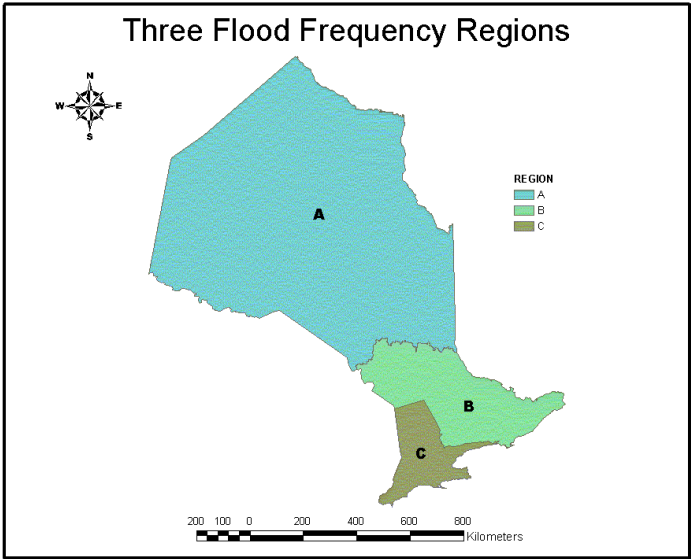 Three Flood Frequency Regions
N
W E
S
REGION
A
B
C
A
B
C
200 100 0 200 400 600 800
Kilometers